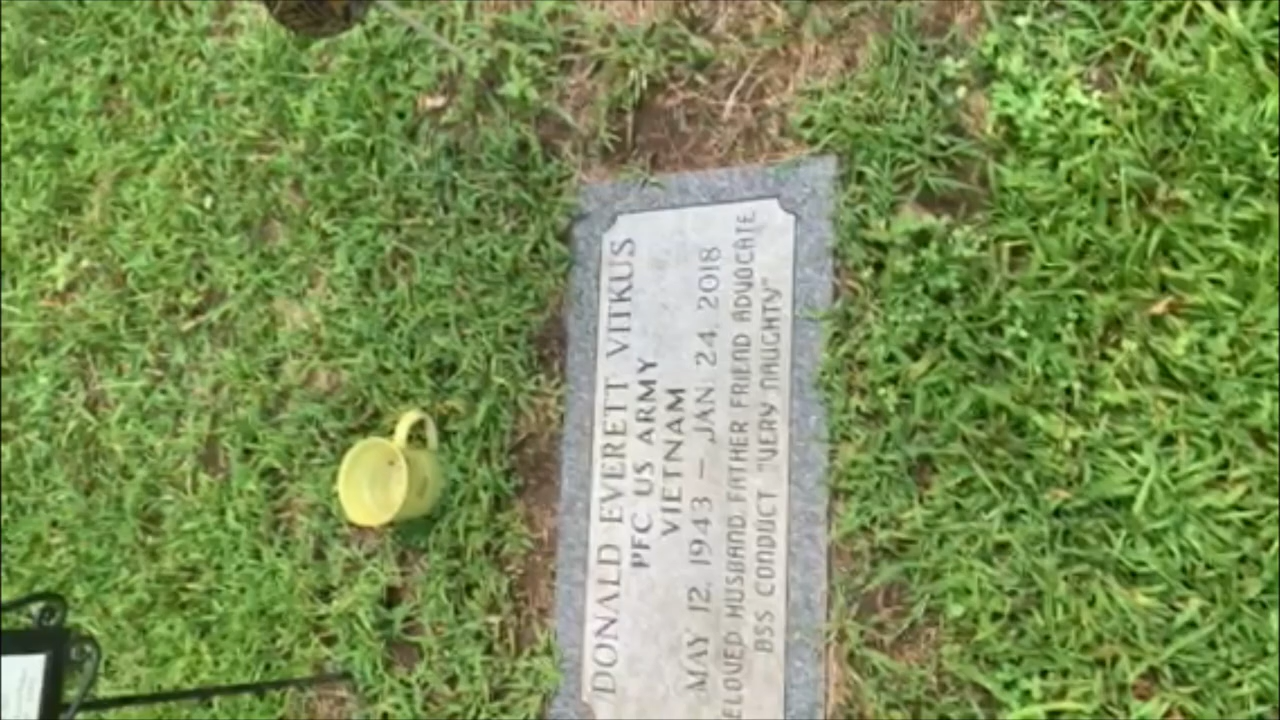 DONALD EVERETT VITKUS
PFC US ARMY
VIETNAM
MAY 12, 1943 – JAN. 24, 2018
ELOVED HUSBAND FATHER FRIEND ADVOCATE
BSS CONDUCT "VERY NAUGHTY"